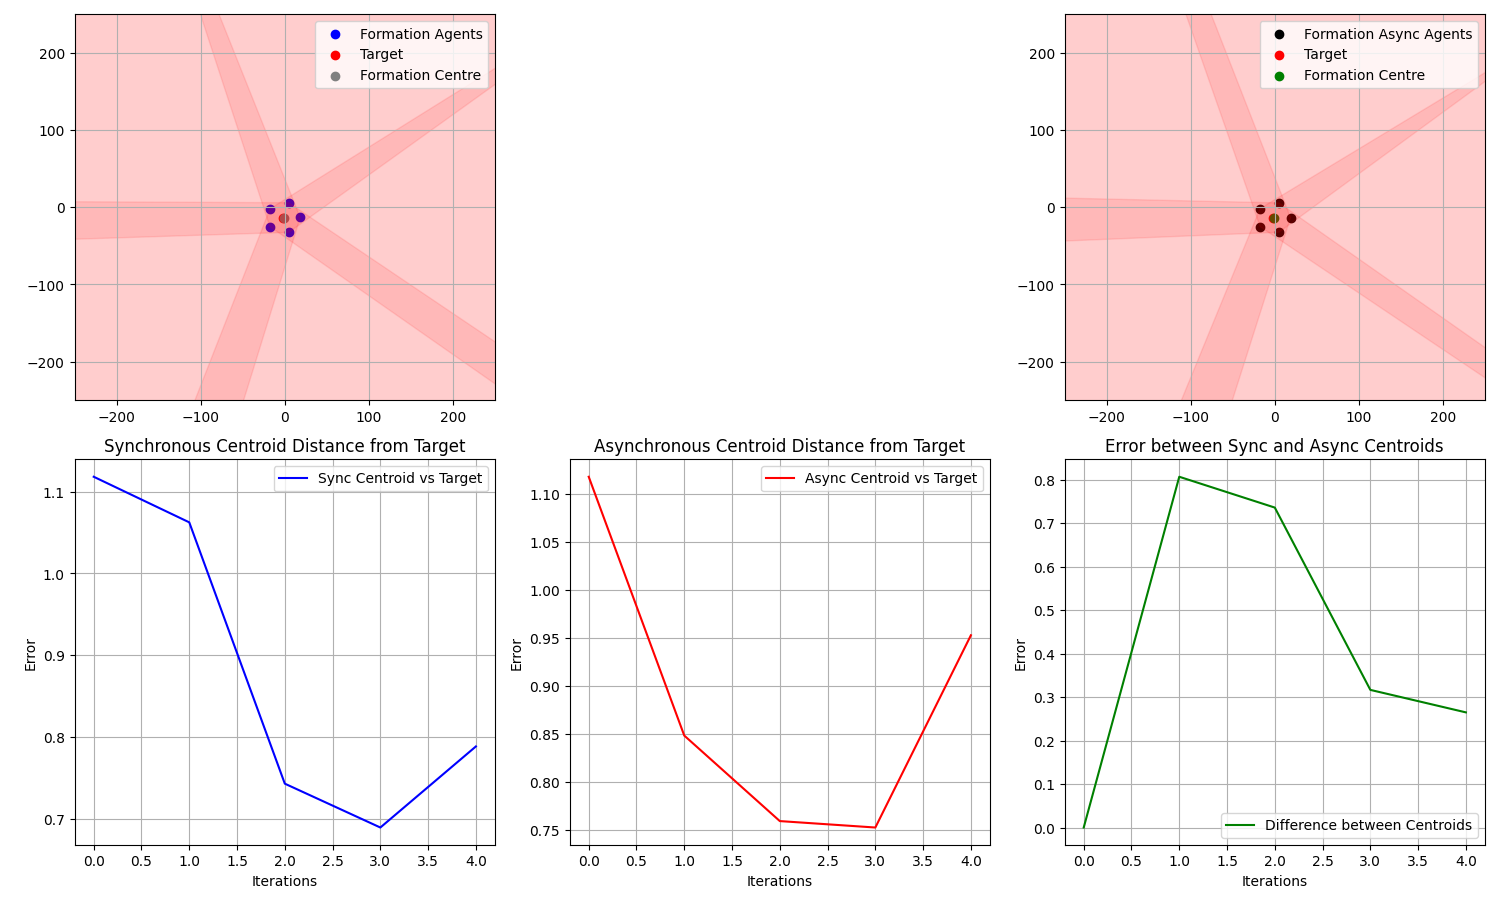 Formation Agents
Target
Formation Centre
200
100
0
−100
−200
−200 −100 0 100 200
Formation Async Agents
Target
Formation Centre
200
100
0
−100
−200
−200 −100 0 100 200
Synchronous Centroid Distance from Target
Sync Centroid vs Target
1.1
1.0
0.9
0.8
0.7
Error
0.0 0.5 1.0 1.5 2.0 2.5 3.0 3.5 4.0
Iterations
Asynchronous Centroid Distance from Target
Async Centroid vs Target
1.10
1.05
1.00
0.95
0.90
0.85
0.80
0.75
Error
0.0 0.5 1.0 1.5 2.0 2.5 3.0 3.5 4.0
Iterations
Error between Sync and Async Centroids
0.8
0.7
0.6
0.5
0.4
0.3
0.2
0.1
0.0
Error
Difference between Centroids
0.0 0.5 1.0 1.5 2.0 2.5 3.0 3.5 4.0
Iterations